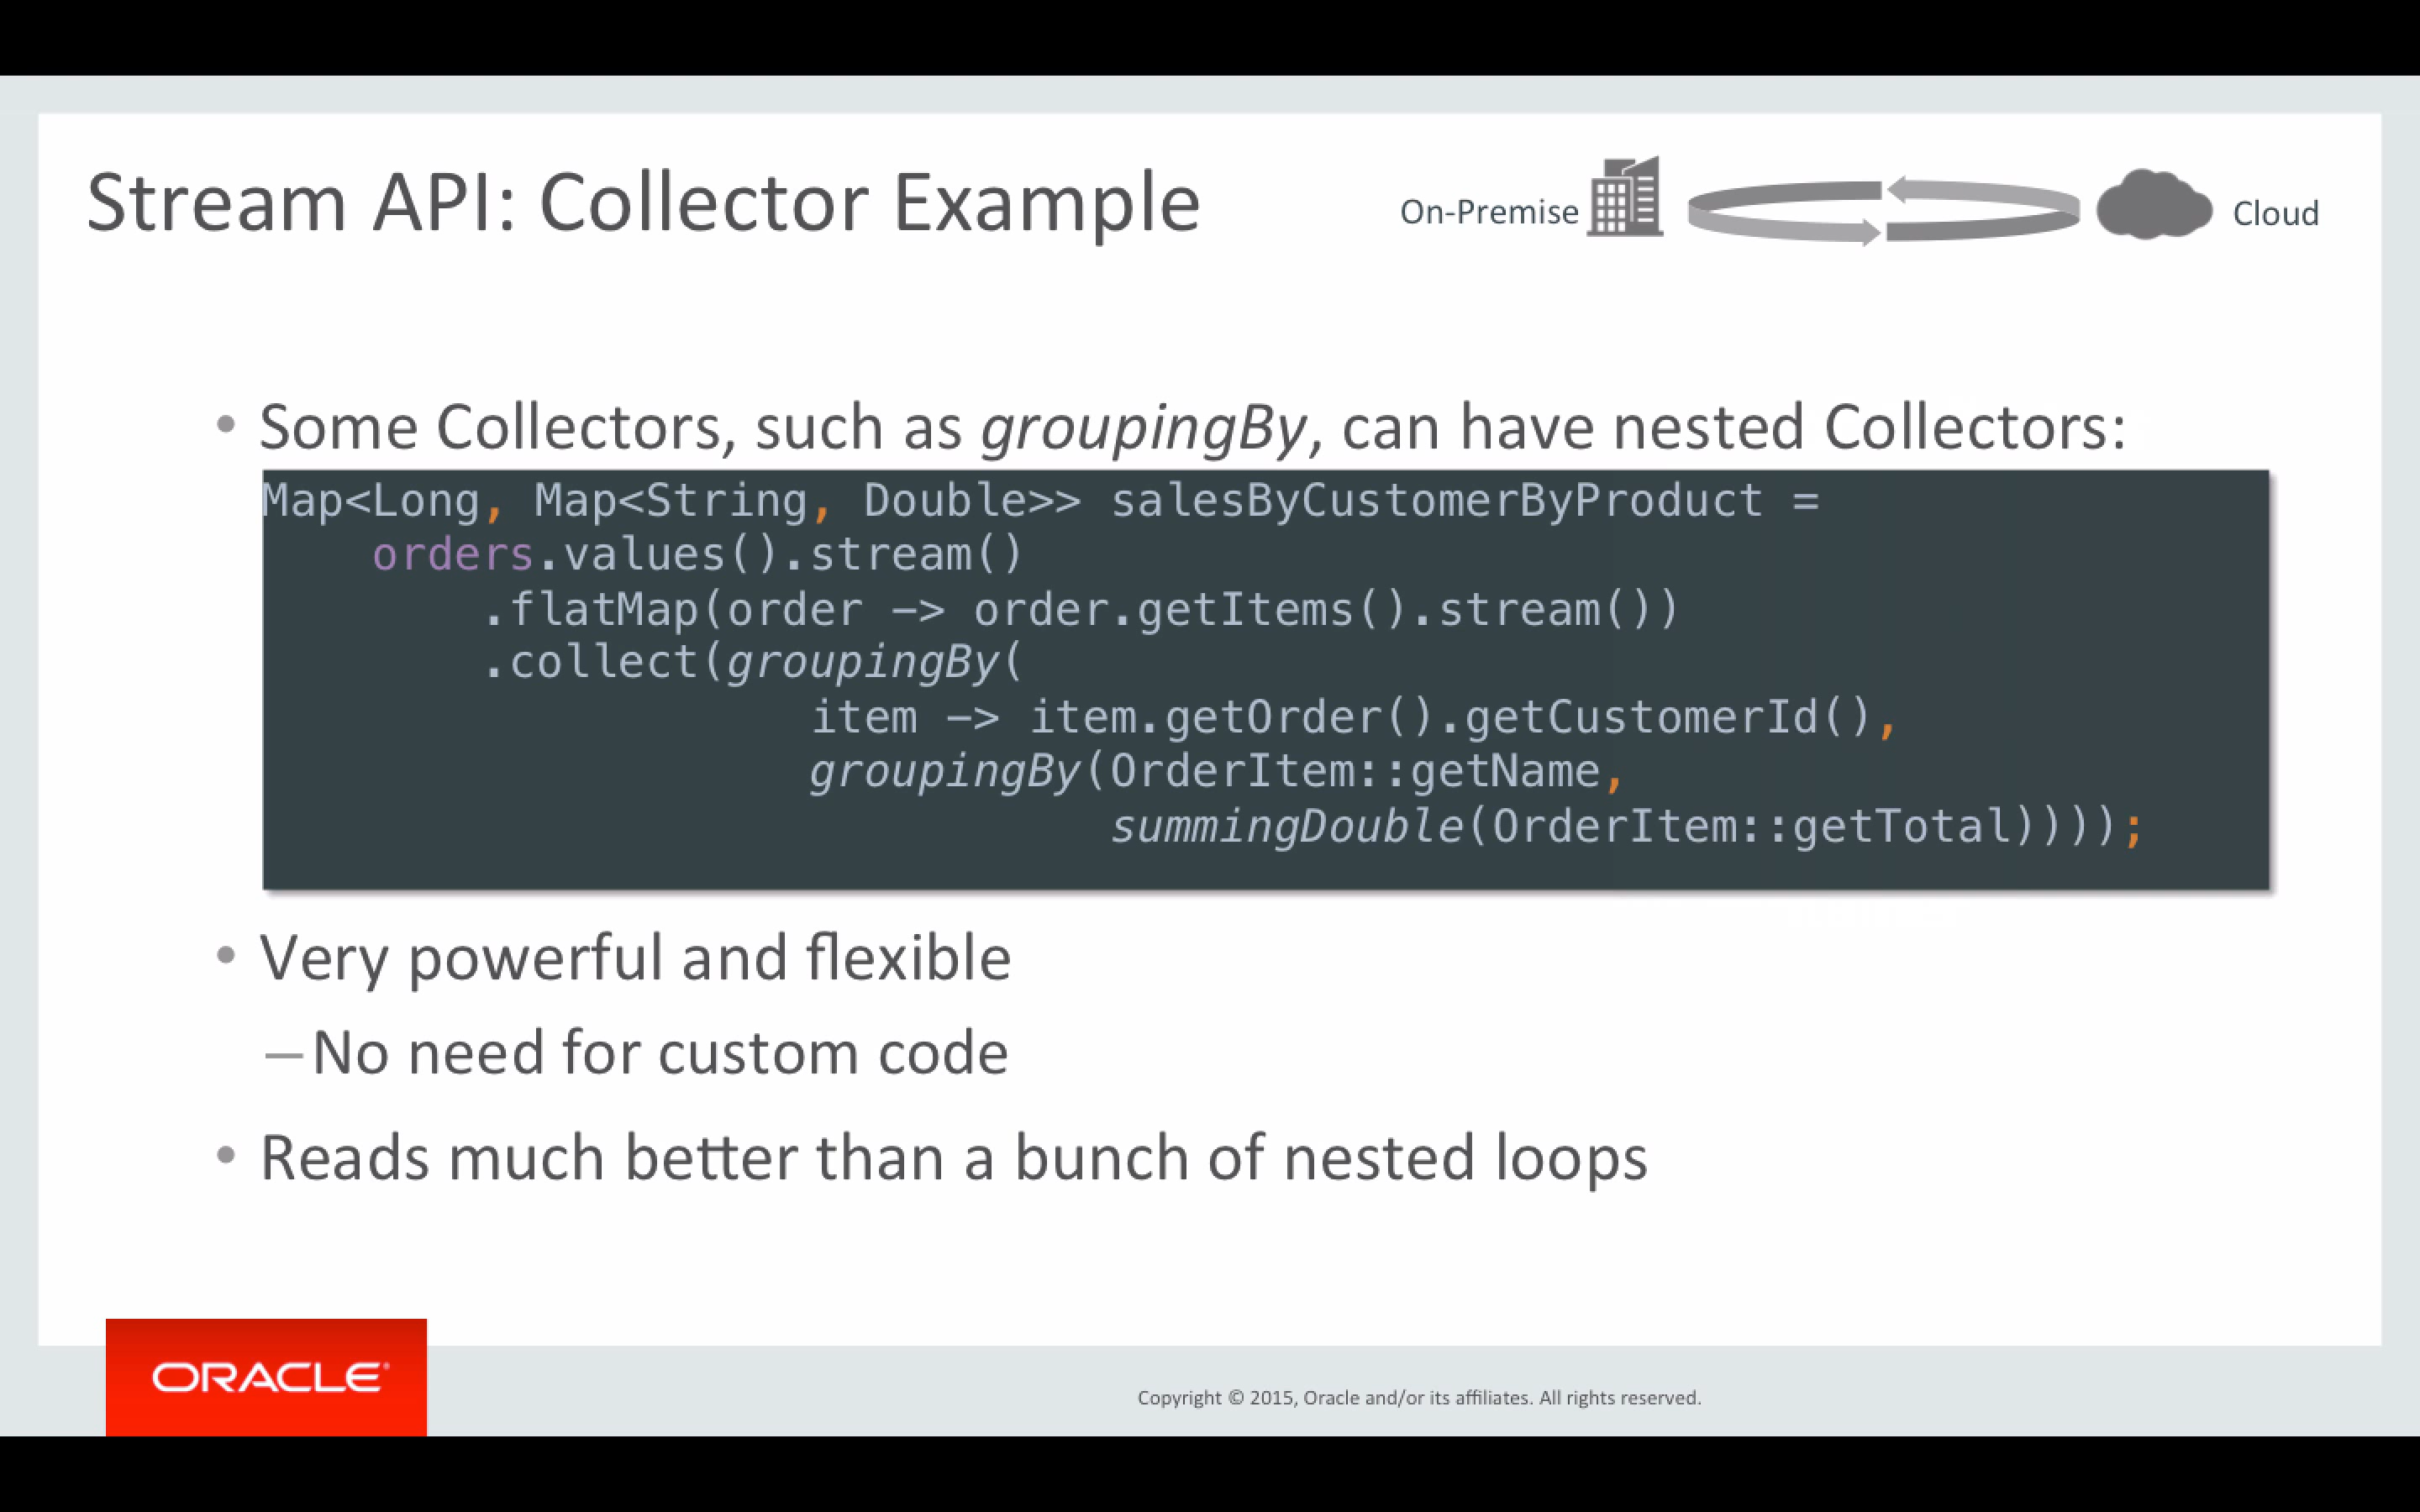 Stream API: Collector Example
On-Premise
Cloud
• Some Collectors, such as groupingBy, can have nested Collectors:
Map<Long, Map<String, Double>> salesByCustomerByProduct =
    orders.values().stream()
        .flatMap(order –> order.getItems().stream())
        .collect(groupingBy(
                    item –> item.getOrder().getCustomerId(),
                    groupingBy(OrderItem::getName,
                               summingDouble(OrderItem::getTotal))));
• Very powerful and flexible
– No need for custom code
• Reads much better than a bunch of nested loops
ORACLE®
Copyright © 2015, Oracle and/or its affiliates. All rights reserved.